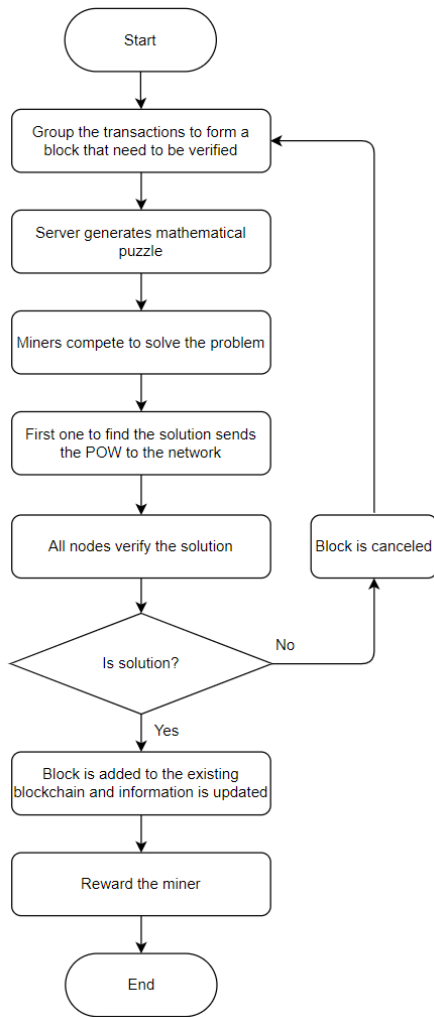 Start
Group the transactions to form a
block that need to be verified
Server generates mathematical
puzzle
Miners compete to solve the problem
First one to find the solution sends
the POW to the network
All nodes verify the solution
Block is canceled
Is solution?
No
Yes
Block is added to the existing
blockchain and information is updated
Reward the miner
End